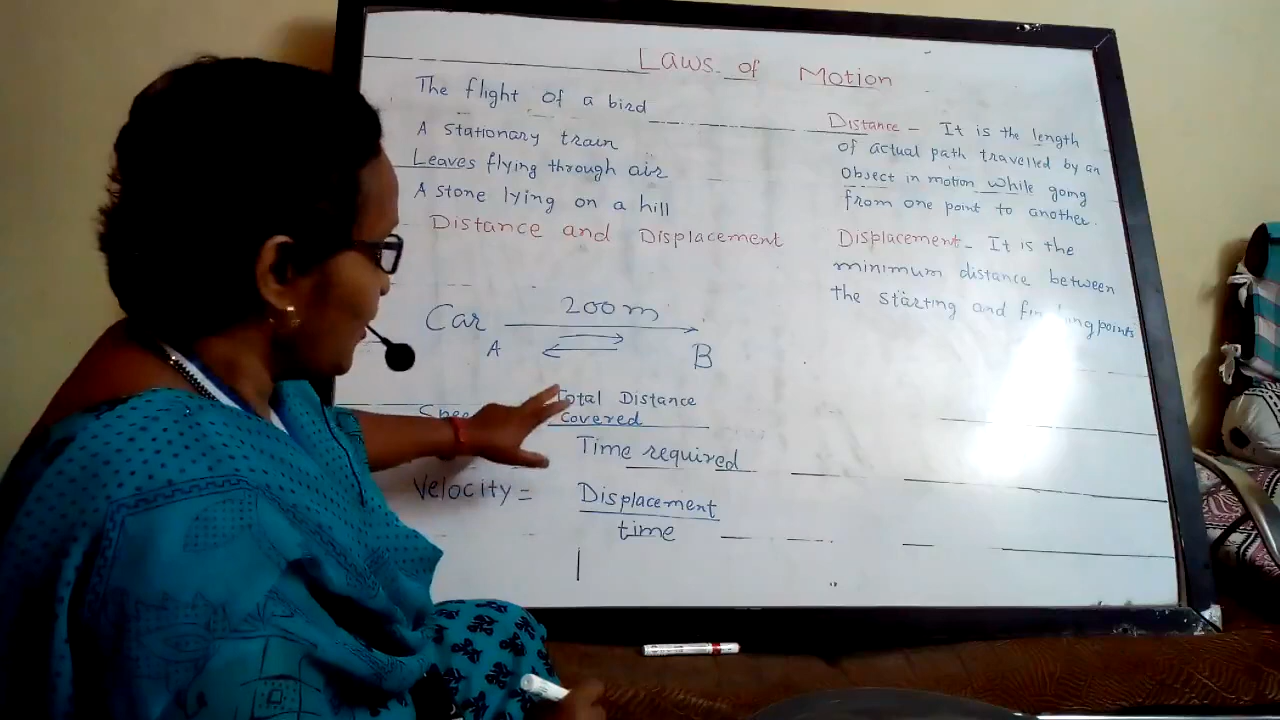 Laws of Motion
The flight of a bird
A stationary train
Leaves flying through air
A stone lying on a hill
Distance and Displacement
Car 200m
A B
Total Distance
covered
Time required
Velocity = Displacement
time
Distance - It is the length
of actual path travelled by an
object in motion while going
from one point to another.
Displacement - It is the
minimum distance between
the starting and points